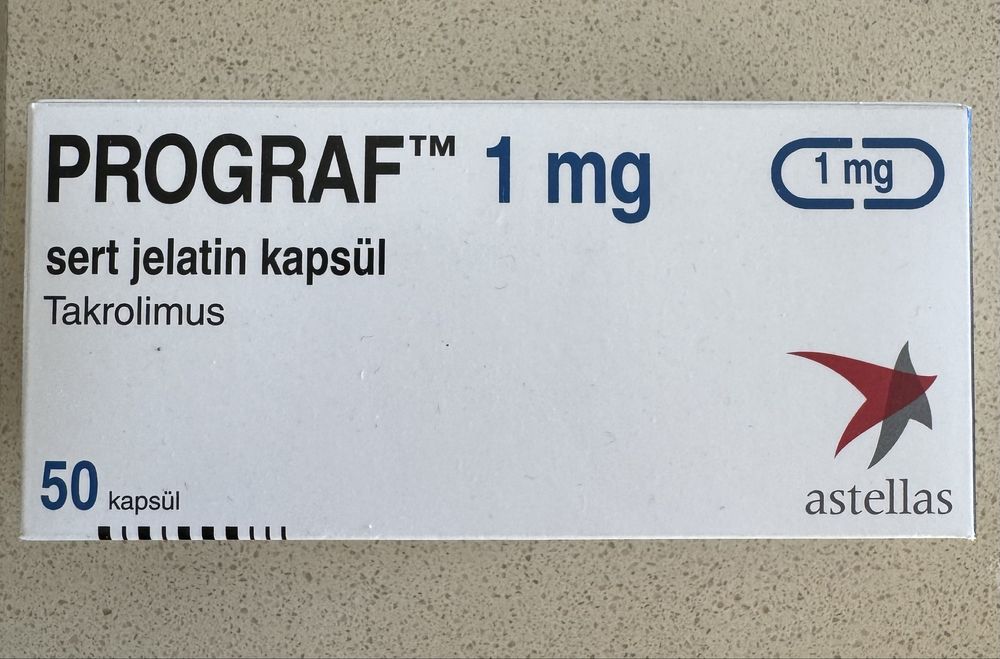 PROGRAF™ 1 mg
1 mg
sert jelatin kapsül
Takrolimus
50 kapsül
astellas